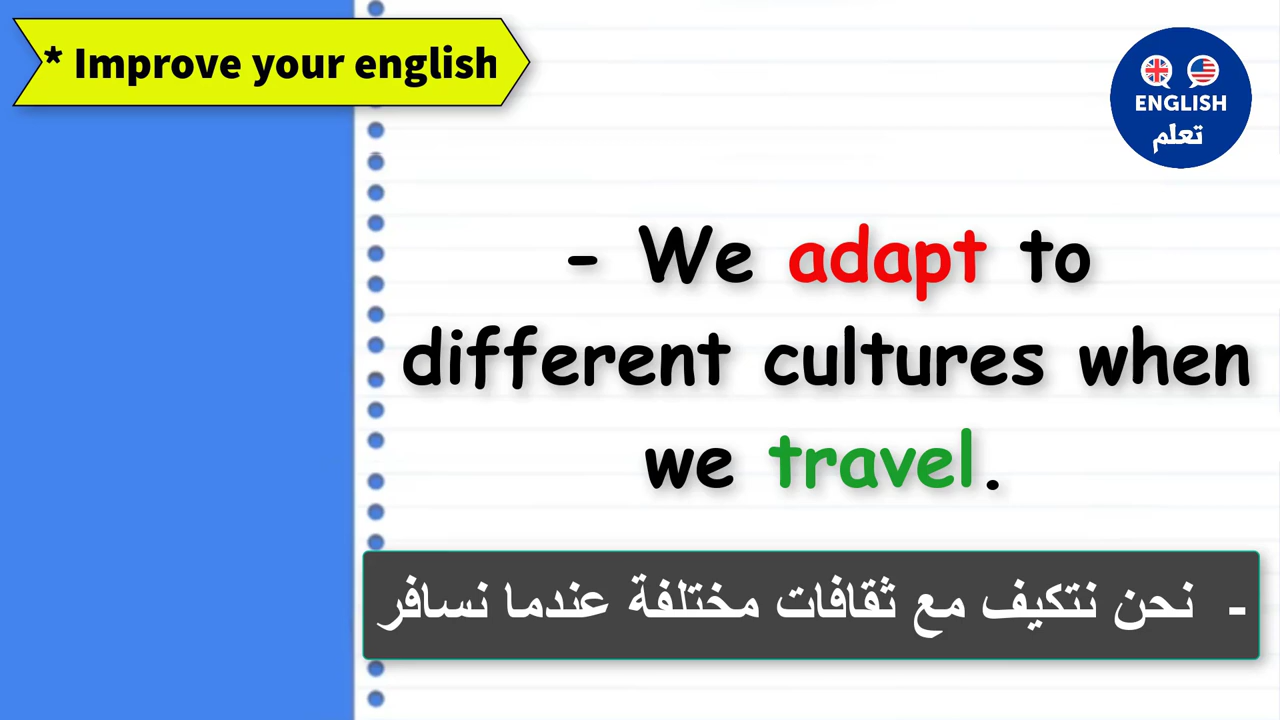 * Improve your english
ENGLISH
تعلم
- We adapt to
different cultures when
we travel.
- نحن نتكيف مع ثقافات مختلفة عندما نسافر